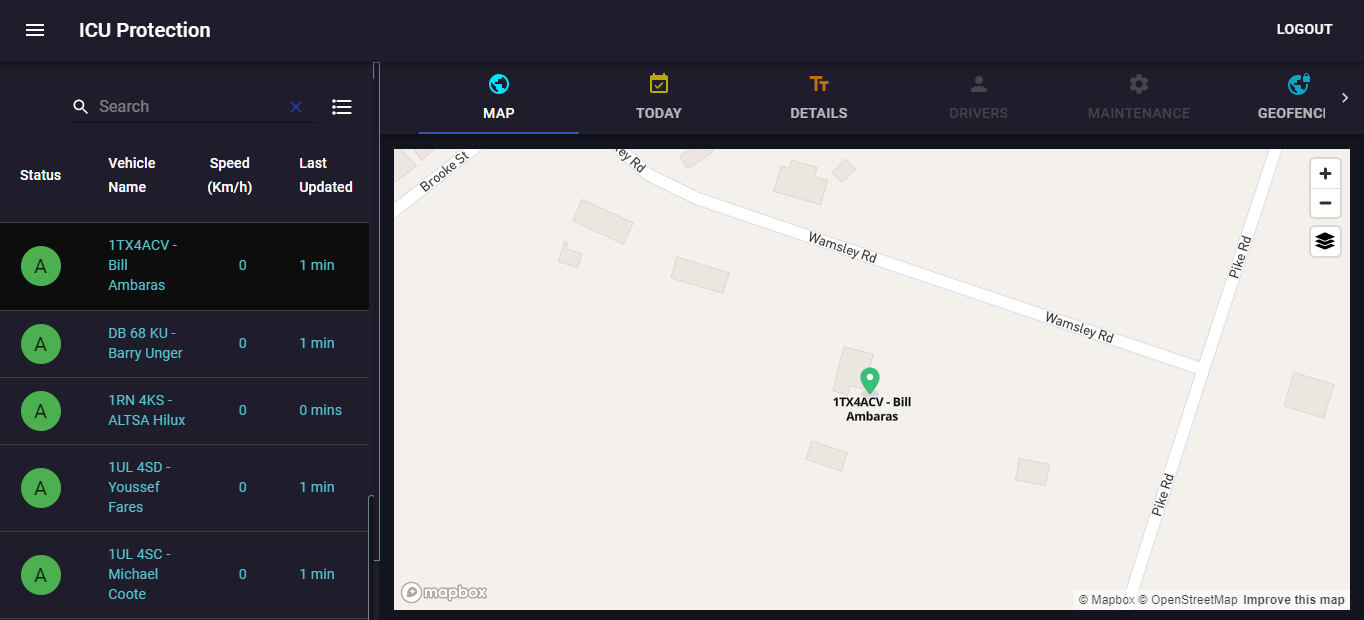 ICU Protection
LOGOUT
Search
MAP
TODAY
DETAILS
DRIVERS
MAINTENANCE
GEOFENCI
Status
Vehicle
Name
Speed
(Km/h)
Last
Updated
A
1TX4ACV -
Bill
Ambaras
0
1 min
A
DB 68 KU -
Barry Unger
0
1 min
A
1RN 4KS -
ALTSA Hilux
0
0 mins
A
1UL 4SD -
Youssef
Fares
0
1 min
A
1UL 4SC -
Michael
Coote
0
1 min
Brooke St
ey Rd
Wamsley Rd
Wamsley Rd
Pike Rd
Pike Rd
1TX4ACV - Bill
Ambaras
+
−
mapbox
© Mapbox © OpenStreetMap Improve this map